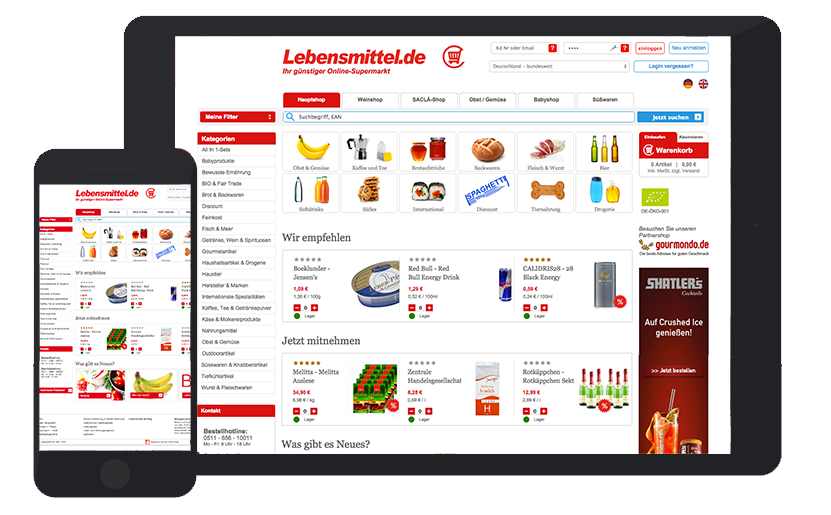 Lebensmittel.de
Ihr günstiger Online-Supermarkt
Kd Nr oder Email
?
••••
?
einloggen
Neu anmelden
Deutschland – bundesweit
Login vergessen?
Hauptshop
Weinshop
SACLÀ-Shop
Obst / Gemüse
Babyshop
Süßwaren
Meine Filter
Suchbegriff, EAN
Jetzt suchen
Kategorien
All In 1-Sets
Babyprodukte
Bewusste Ernährung
BIO & Fair Trade
Brot & Backwaren
Discount
Feinkost
Fisch & Meer
Getränke, Wein & Spirituosen
Gourmetartikel
Haushaltsartikel & Drogerie
Haustier
Hersteller & Marken
Internationale Spezialitäten
Kaffee, Tee & Getränkepulver
Käse & Molkereiprodukte
Nahrungsmittel
Obst & Gemüse
Outdoorartikel
Süsswaren & Knabberartikel
Tiefkühlartikel
Wurst & Fleischwaren
Kontakt
Bestellhotline:
0511 - 656 - 10011
Mo - Fr: 8 Uhr - 18 Uhr
Obst & Gemüse
Kaffee und Tee
Brotaufstriche
Backwaren
Fleisch & Wurst
Bier
Softdrinks
Süßes
International
SPAGHETTI
Discount
Tiernahrung
Drogerie
Wir empfehlen
Boeklunder -
Jensen's
1,09 €
1,36 € / 100g
0
Lager
Red Bull - Red
Bull Energy Drink
1,29 €
0,52 € / 100ml
0
Lager
CALIDRIS28 - 28
Black Energy
0,59 €
0,24 € / 100ml
0
Lager
%
Jetzt mitnehmen
Melitta - Melitta
Auslese
34,90 €
6,98 € / kg
0
Lager
%
Zentrale
Handelsgesellschaf
8,28 €
0,69 € / l
0
Lager
H
Rotkäppchen -
Rotkäppchen Sekt
12,99 €
2,89 € / l
0
Lager
%
Was gibt es Neues?
Einkaufen
Abonnieren
Warenkorb
0 Artikel | 0,00 €
inkl. MwSt. zzgl. Versand
DE-ÖKO-001
Besuchen Sie unseren
Partnershop
gourmondo.de
Die beste Adresse für guten Geschmack
SHATLER'S
Cocktails
Auf Crushed Ice
genießen!
>> Jetzt bestellen
Lebensmittel.de
Ihr günstiger Online-Supermarkt
Wir empfehlen
Jetzt mitnehmen
Was gibt es Neues?